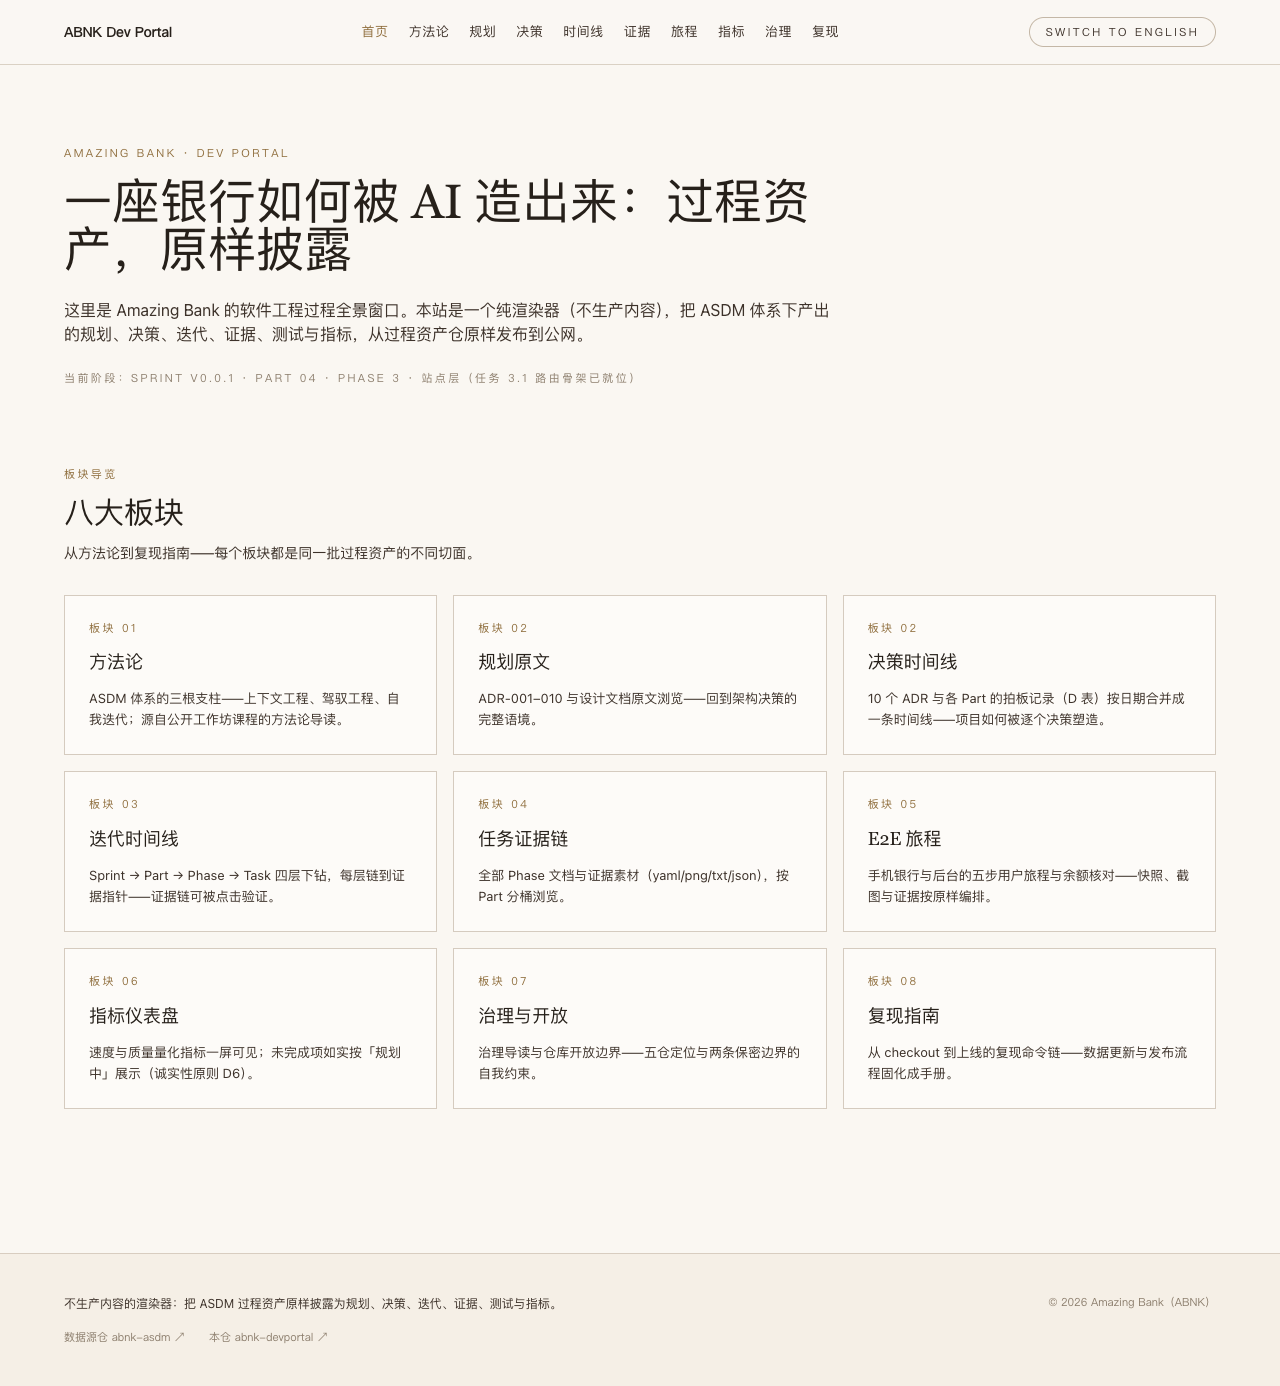 ABNK Dev Portal
首页 方法论 规划 决策 时间线 证据 旅程 指标 治理 复现
SWITCH TO ENGLISH
AMAZING BANK · DEV PORTAL
一座银行如何被 AI 造出来：过程资
产，原样披露
这里是 Amazing Bank 的软件工程过程全景窗口。本站是一个纯渲染器（不生产内容），把 ASDM 体系下产出
的规划、决策、迭代、证据、测试与指标，从过程资产仓原样发布到公网。
当前阶段：SPRINT V0.0.1 · PART 04 · PHASE 3 · 站点层（任务 3.1 路由骨架已就位）
板块导览
八大板块
从方法论到复现指南——每个板块都是同一批过程资产的不同切面。
板块 01
方法论
ASDM 体系的三根支柱——上下文工程、驾驭工程、自
我迭代；源自公开工作坊课程的方法论导读。
板块 02
规划原文
ADR-001–010 与设计文档原文浏览——回到架构决策的
完整语境。
板块 02
决策时间线
10 个 ADR 与各 Part 的拍板记录（D 表）按日期合并成
一条时间线——项目如何被逐个决策塑造。
板块 03
迭代时间线
Sprint → Part → Phase → Task 四层下钻，每层链到证
据指针——证据链可被点击验证。
板块 04
任务证据链
全部 Phase 文档与证据素材（yaml/png/txt/json），按
Part 分桶浏览。
板块 05
E2E 旅程
手机银行与后台的五步用户旅程与余额核对——快照、截
图与证据按原样编排。
板块 06
指标仪表盘
速度与质量量化指标一屏可见；未完成项如实按「规划
中」展示（诚实性原则 D6）。
板块 07
治理与开放
治理导读与仓库开放边界——五仓定位与两条保密边界的
自我约束。
板块 08
复现指南
从 checkout 到上线的复现命令链——数据更新与发布流
程固化成手册。
不生产内容的渲染器：把 ASDM 过程资产原样披露为规划、决策、迭代、证据、测试与指标。
© 2026 Amazing Bank（ABNK）
数据源仓 abnk-asdm ↗ 本仓 abnk-devportal ↗